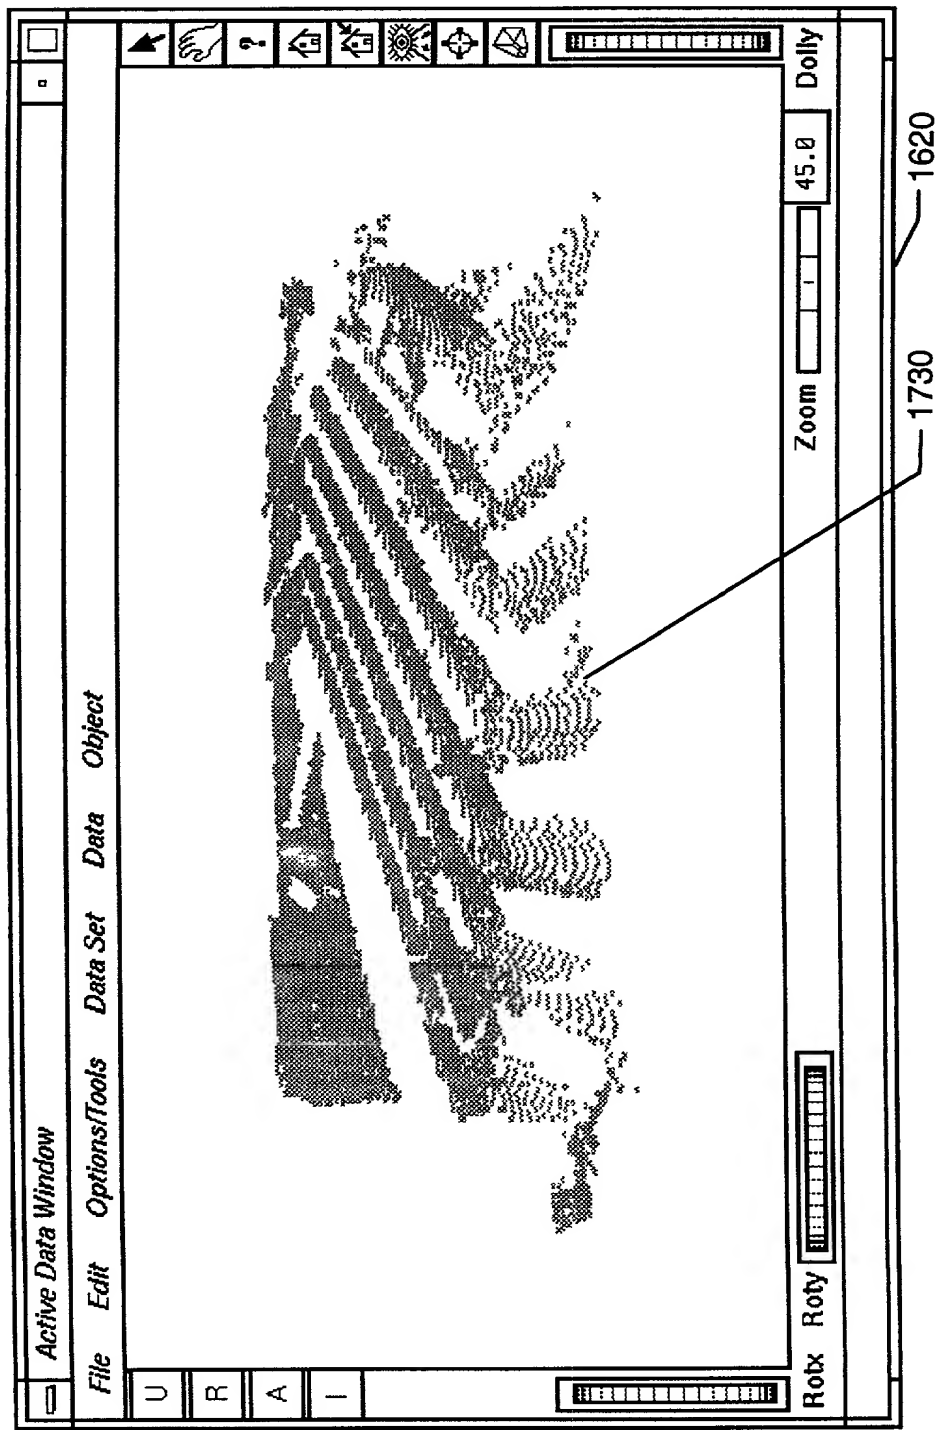 Active Data Window
File Edit Options/Tools Data Set Data Object
U
R
A
I
?
Rotx Roty Zoom 45.0 Dolly
1730
1620